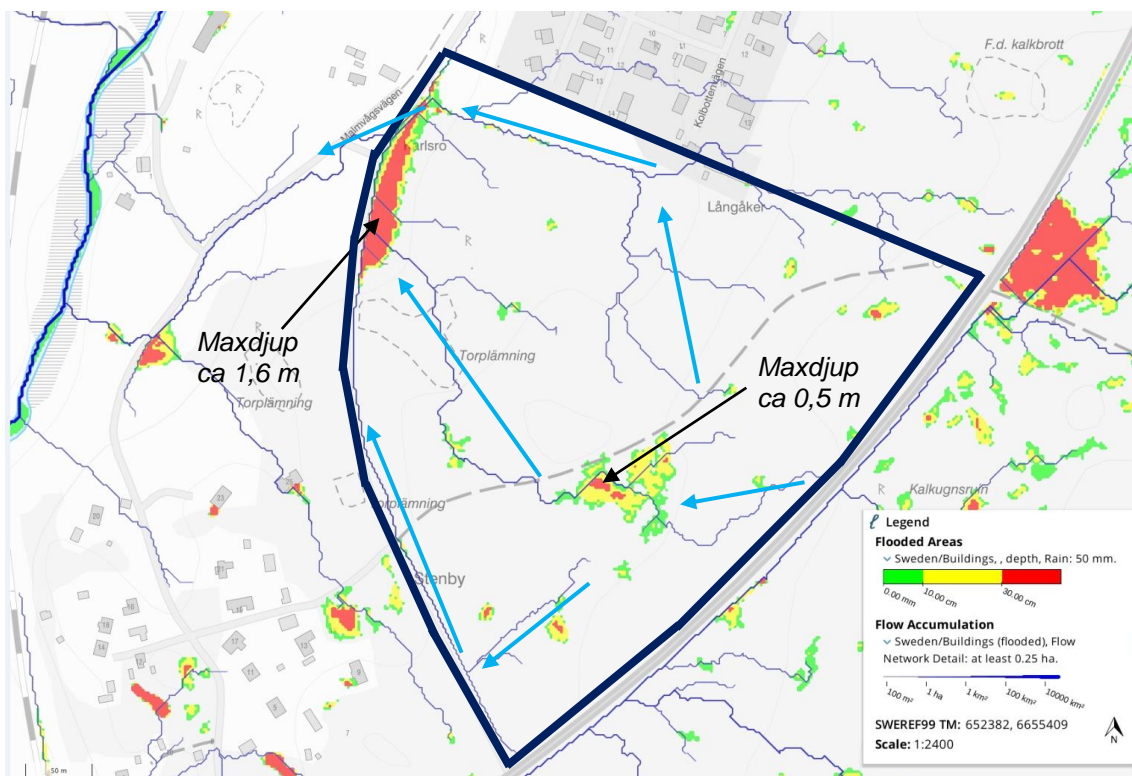 F.d. kalkbrott
R
Malmvägsvägen
Kolbottenvägen
R
Karlsro
Långåker
R
Maxdjup
ca 1,6 m
Torplämning
Maxdjup
ca 0,5 m
R
Torplämning
R
Kalkugnsruin
Torplämning
Stenby
Legend
Flooded Areas
Sweden/Buildings, , depth, Rain: 50 mm.
0.00 mm 10.00 cm 30.00 cm
Flow Accumulation
Sweden/Buildings (flooded), Flow
Network Detail: at least 0.25 ha.
100 m² 1 ha 1 km² 100 km² 10000 km²
SWEREF99 TM: 652382, 6655409
Scale: 1:2400
N
50 m